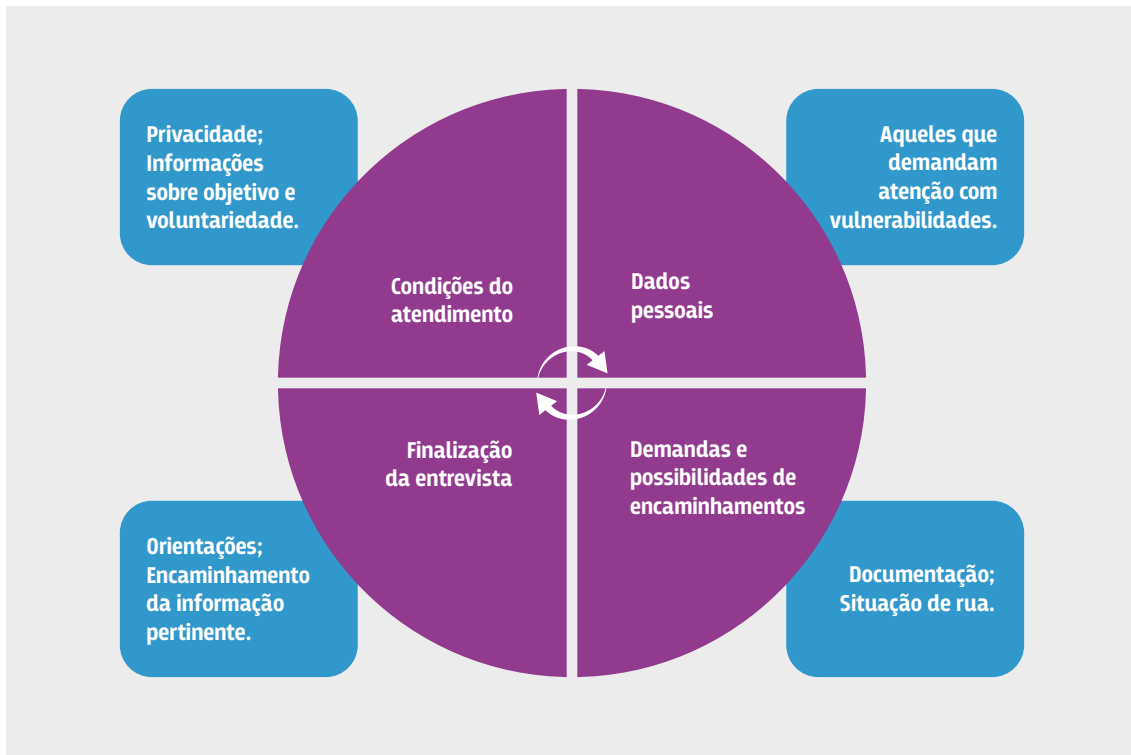 Privacidade;
Informações
sobre objetivo e
voluntariedade.
Condições do
atendimento
Aqueles que
demandam
atenção com
vulnerabilidades.
Dados
pessoais
Orientações;
Encaminhamento
da informação
pertinente.
Finalização
da entrevista
Demandas e
possibilidades de
encaminhamentos
Documentação;
Situação de rua.